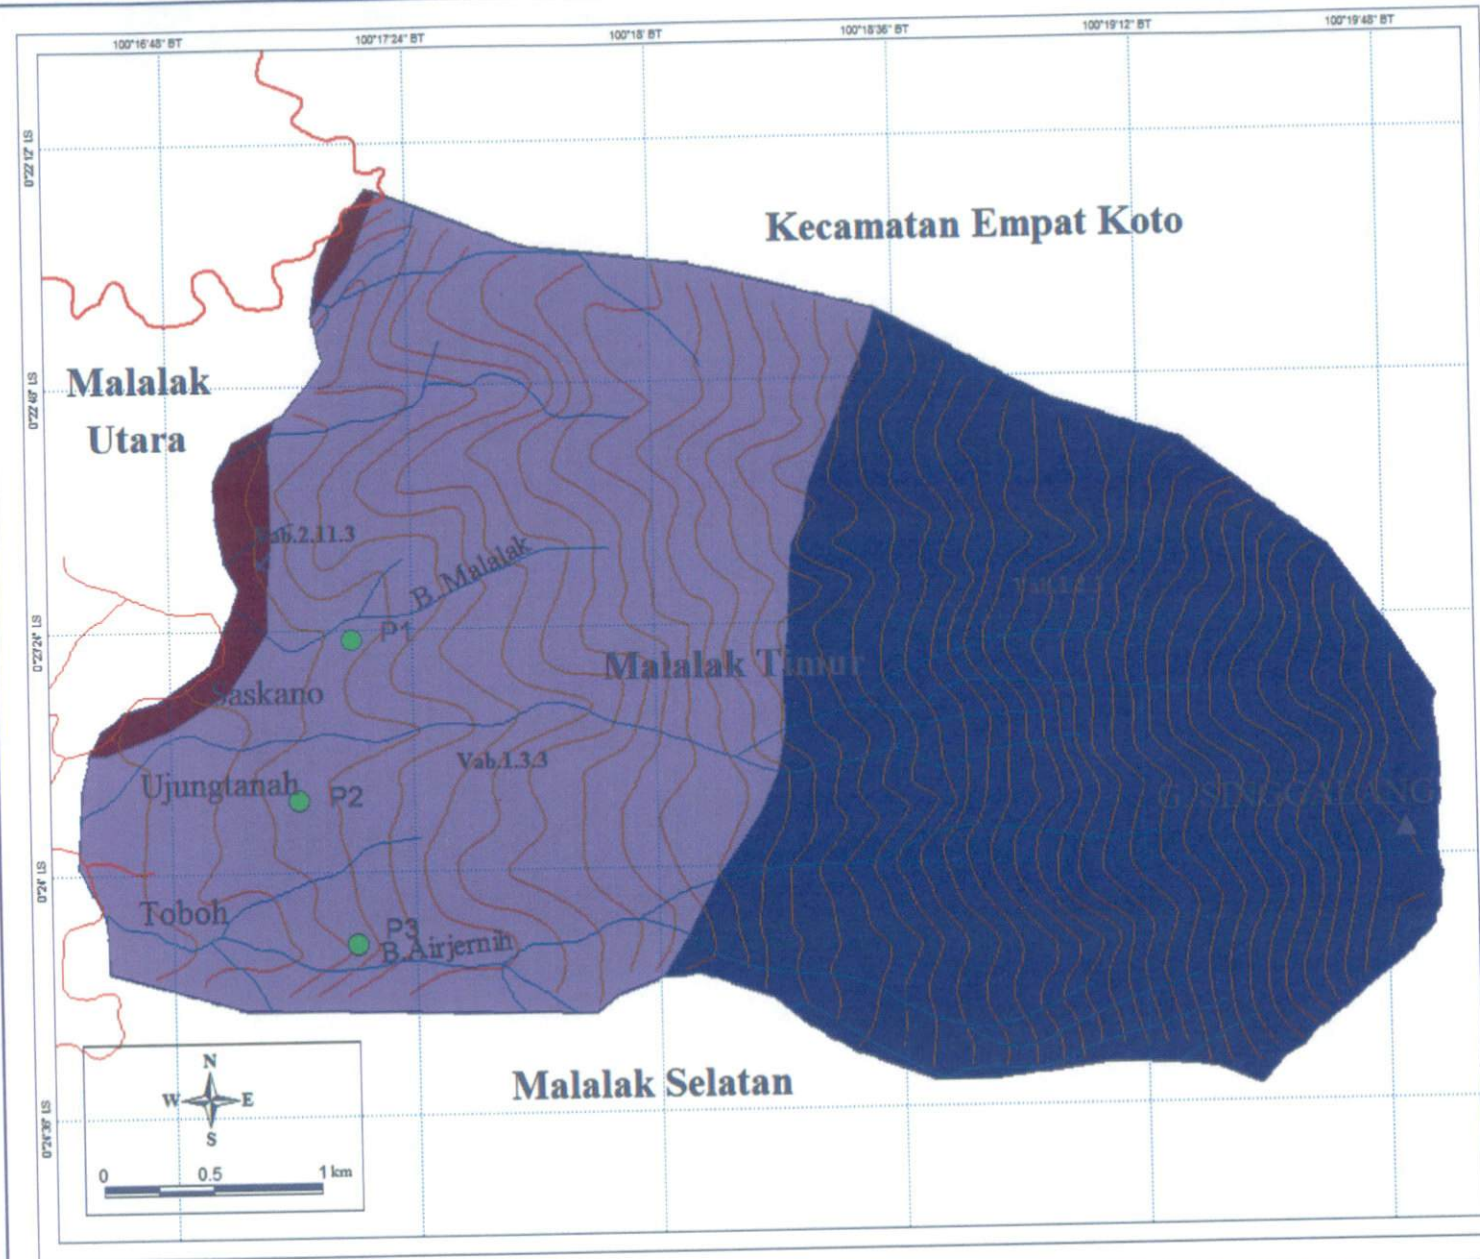 100°16'48" BT
100°17'24" BT
100°18' BT
100°18'36" BT
100°19'12" BT
100°19'48" BT
0°22'12" LS
Kecamatan Empat Koto
0°22'48" LS
Malalak
Utara
Vab.2.11.3
B. Malalak
0°23'24" LS
P1
Malalak Timur
Saskano
Vab.1.3.3
Ujungtanah
P2
G. SINGGALANG
0°24' LS
Toboh
P3
B.Airjernih
Malalak Selatan
0°24'36" LS
N
W
E
S
0
0.5
1 km